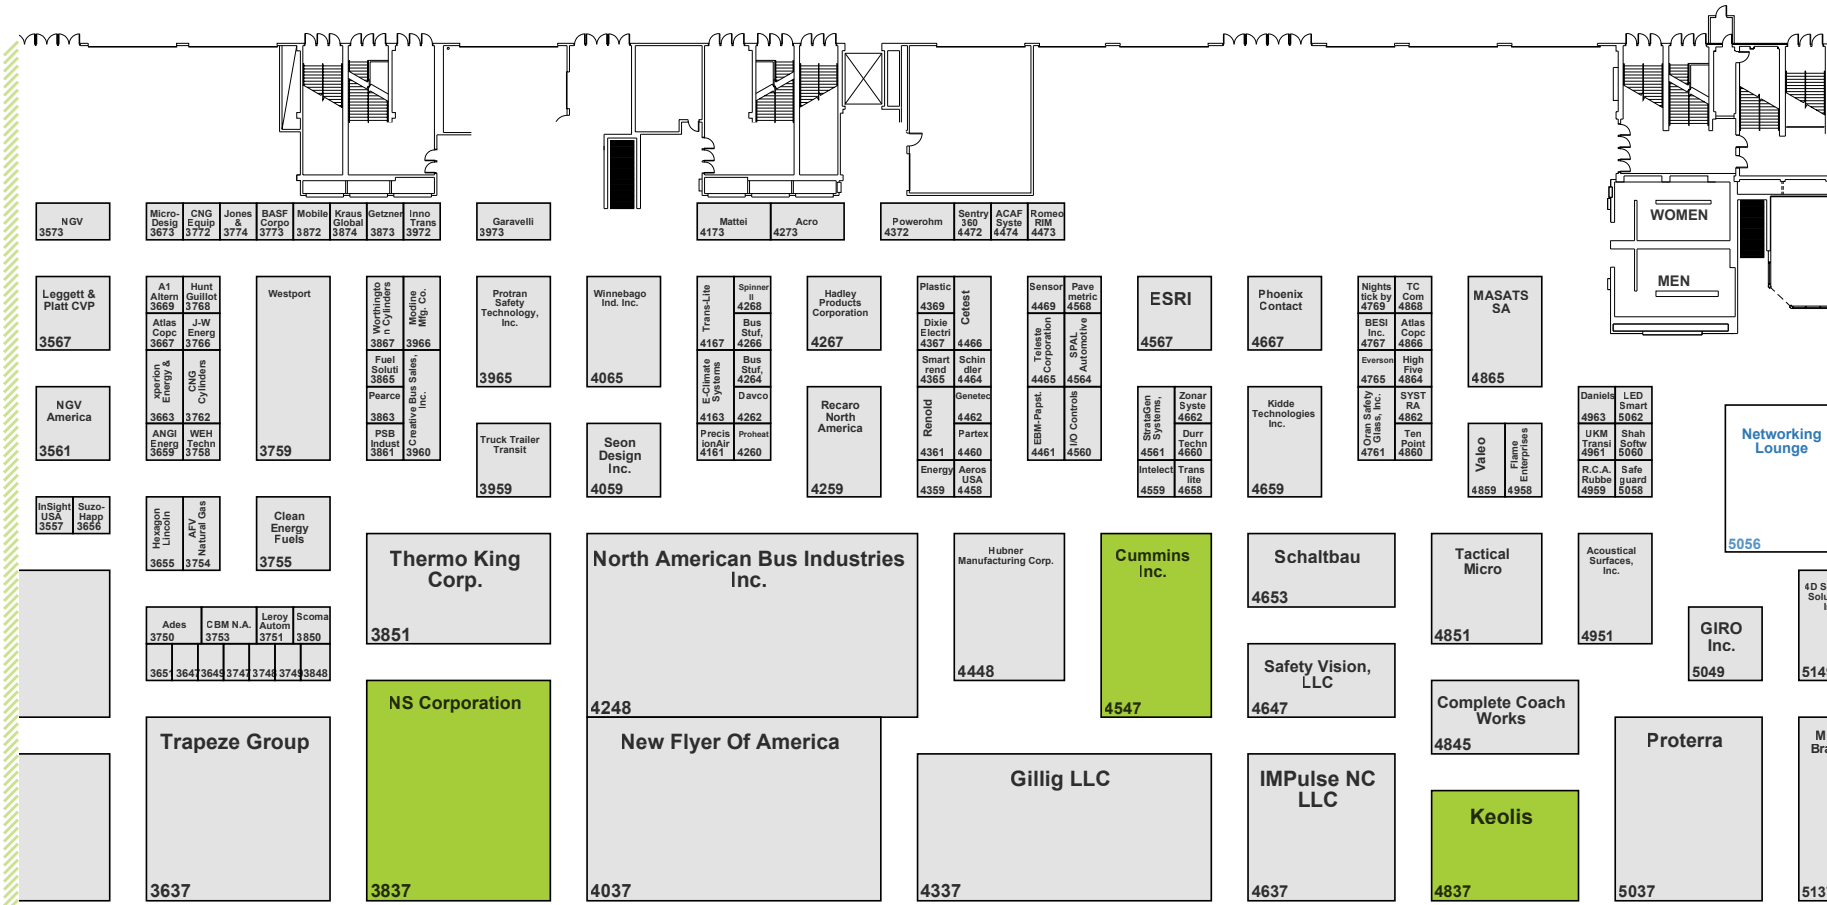 WOMEN
MEN
NGV
3573
Micro-
Desig
3673
CNG
Equip
3772
Jones
&
3774
BASF
Corpo
3773
Mobile
3872
Kraus
Global
3874
Getzner
3873
Inno
Trans
3972
Garavelli
3973
Mattei
4173
Acro
4273
Powerohm
4372
Sentry
360
4472
ACAF
Syste
4474
Romeo
RIM
4473
Leggett &
Platt CVP
3567
A1
Altern
3669
Hunt
Guillot
3768
Atlas
Copc
3667
J-W
Energ
3766
xperion
Energy &
3663
CNG
Cylinders
3762
ANGI
Energ
3659
WEH
Techn
3758
Westport
3759
Worthingto
n Cylinders
3867
Modine
Mfg. Co.
3966
Fuel
Soluti
3865
Pearce
3863
PSB
Indust
3861
Creative Bus Sales,
Inc.
3960
Protran
Safety
Technology,
Inc.
3965
Winnebago
Ind. Inc.
4065
Trans-Lite
4167
Spinner
II
4268
Bus
Stuf,
4266
E-Climate
Systems
4163
Bus
Stuf,
4264
Davco
4262
Precis
ionAir
4161
Proheat
4260
Hadley
Products
Corporation
4267
Plastic
4369
Cetest
4466
Dixie
Electri
4367
Smart
rend
4365
Schin
dler
4464
Renold
4361
Genetec
4462
Partex
4460
Energy
4359
Aeros
USA
4458
Sensor
4469
Pave
metric
4568
Teleste
Corporation
4465
SPAL
Automotive
4564
EBM-Papst.
4461
I/O Controls
4560
ESRI
4567
Phoenix
Contact
4667
Nights
tick by
4769
TC
Com
4868
BESI
Inc.
4767
Atlas
Copc
4866
Everson
4765
High
Five
4864
Oran Safety
Glass, Inc.
4761
SYST
RA
4862
Ten
Point
4860
MASATS
SA
4865
NGV
America
3561
Truck Trailer
Transit
3959
Seon
Design
Inc.
4059
Recaro
North
America
4259
StrataGen
Systems,
4561
Zonar
Syste
4662
Durr
Techn
4660
Intelect
4559
Trans
lite
4658
Kidde
Technologies
Inc.
4659
Valeo
4859
Flame
Enterprises
4958
Daniels
4963
LED
Smart
5062
UKM
Transi
4961
Shah
Softw
5060
R.C.A.
Rubbe
4959
Safe
guard
5058
Networking
Lounge
5056
InSight
USA
3557
Suzo-
Happ
3656
Hexagon
Lincoln
3655
AFV
Natural Gas
3754
Clean
Energy
Fuels
3755
Thermo King
Corp.
3851
North American Bus Industries
Inc.
4248
Hubner
Manufacturing Corp.
4448
Cummins
Inc.
4547
Schaltbau
4653
Tactical
Micro
4851
Acoustical
Surfaces,
Inc.
4951
Ades
3750
CBM N.A.
3753
Leroy
Autom
3751
Scoma
3850
3651
3647
3649
3747
3748
3749
3848
NS Corporation
3837
Safety Vision,
LLC
4647
Complete Coach
Works
4845
GIRO
Inc.
5049
4D S
Solu
5149
Trapeze Group
3637
New Flyer Of America
4037
Gillig LLC
4337
IMPulse NC
LLC
4637
Keolis
4837
Proterra
5037
M
Bra
5137